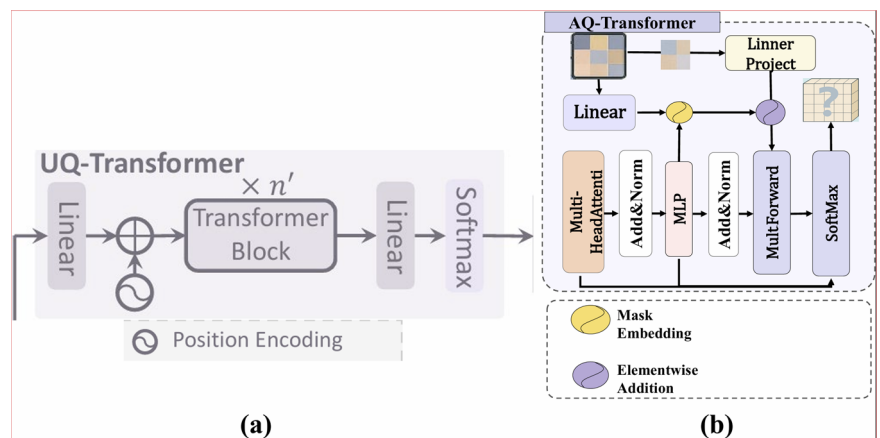 UQ-Transformer
× n′
Linear
Transformer
Block
Linear
Softmax
Position Encoding
(a)
AQ-Transformer
Linner
Project
?
Linear
Multi-
HeadAttenti
Add&Norm
MLP
Add&Norm
MultForward
SoftMax
Mask
Embedding
Elementwise
Addition
(b)